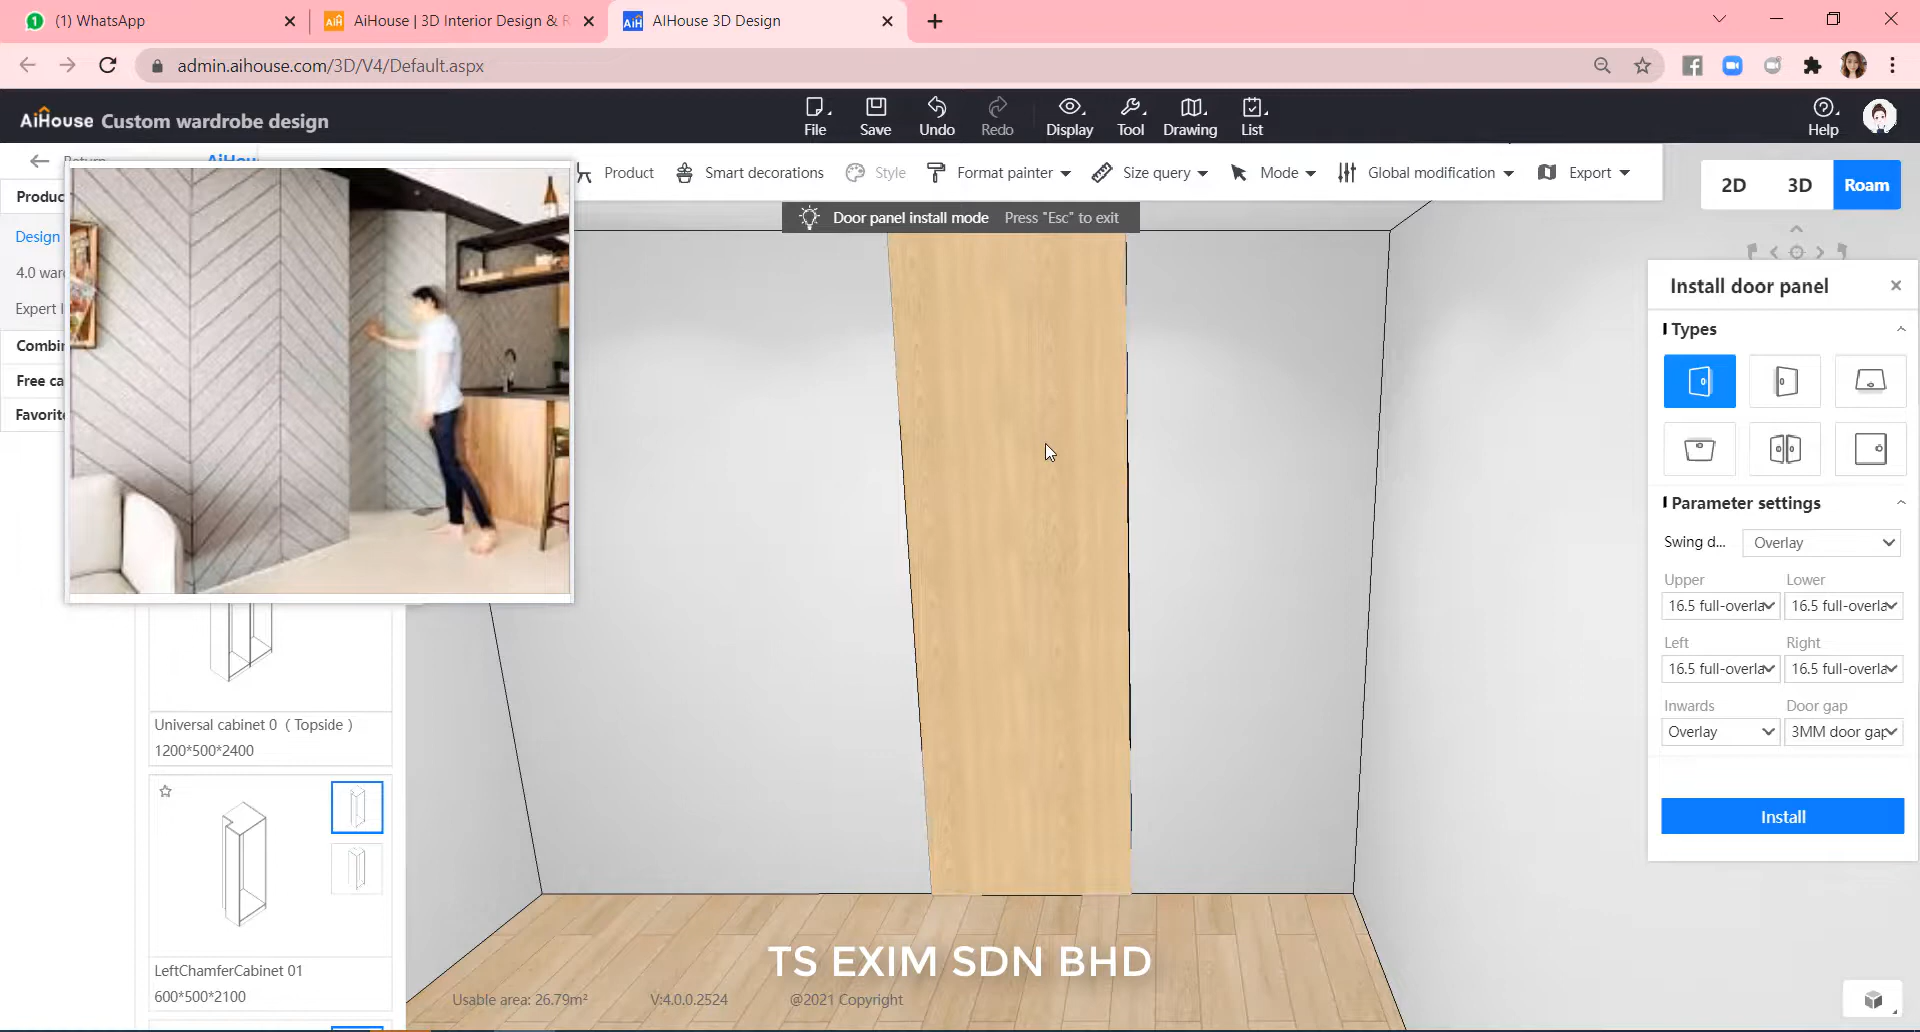 (1) WhatsApp
AiHouse | 3D Interior Design &
AIHouse 3D Design
admin.aihouse.com/3D/V4/Default.aspx
AiHouse Custom wardrobe design
File
Save
Undo
Redo
Display
Tool
Drawing
List
Help
Product
Smart decorations
Style
Format painter
Size query
Mode
Global modification
Export
2D
3D
Roam
Door panel install mode Press "Esc" to exit
Produc
Design
4.0 war
Expert
Combin
Free ca
Favorite
Universal cabinet 0 ( Topside )
1200*500*2400
LeftChamferCabinet 01
600*500*2100
Install door panel
Types
Parameter settings
Swing d... Overlay
Upper Lower
16.5 full-overla 16.5 full-overla
Left Right
16.5 full-overla 16.5 full-overla
Inwards Door gap
Overlay 3MM door gap
Install
TS EXIM SDN BHD
Usable area: 26.79m² V:4.0.0.2524 @2021 Copyright